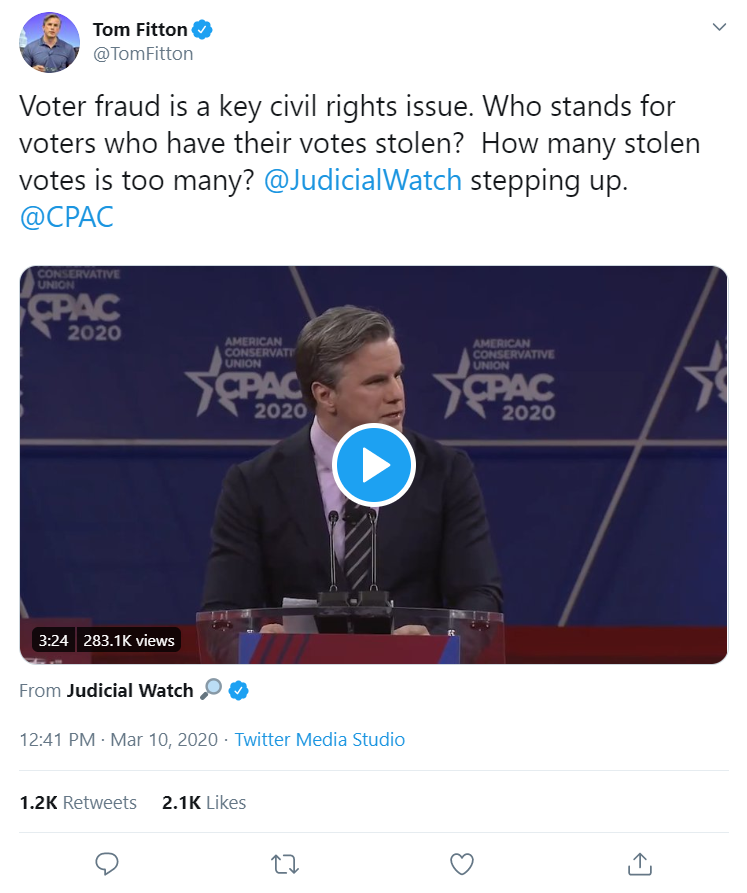 Tom Fitton
@TomFitton
Voter fraud is a key civil rights issue. Who stands for
voters who have their votes stolen?  How many stolen
votes is too many? @JudicialWatch stepping up.
@CPAC
CONSERVATIVE
UNION
CPAC
2020
AMERICAN
CONSERVATI
UNION
CPAC
2020
AMERICAN
CONSERVATIVE
UNION
CPAC
2020
3:24 283.1K views
From Judicial Watch
12:41 PM · Mar 10, 2020 · Twitter Media Studio
1.2K Retweets 2.1K Likes